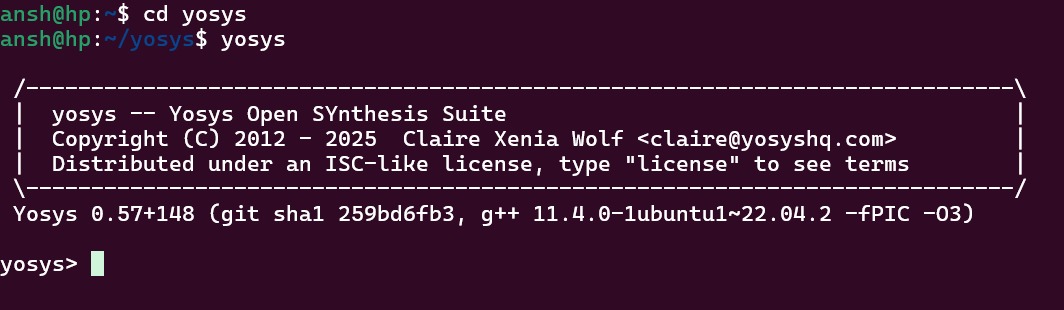 ansh@hp:~$ cd yosys
ansh@hp:~/yosys$ yosys
/----------------------------------------------------------------------------\
|  yosys -- Yosys Open SYnthesis Suite                                       |
|  Copyright (C) 2012 - 2025  Claire Xenia Wolf <claire@yosyshq.com>         |
|  Distributed under an ISC-like license, type "license" to see terms        |
\----------------------------------------------------------------------------/
Yosys 0.57+148 (git sha1 259bd6fb3, g++ 11.4.0-1ubuntu1~22.04.2 -fPIC -O3)
yosys>